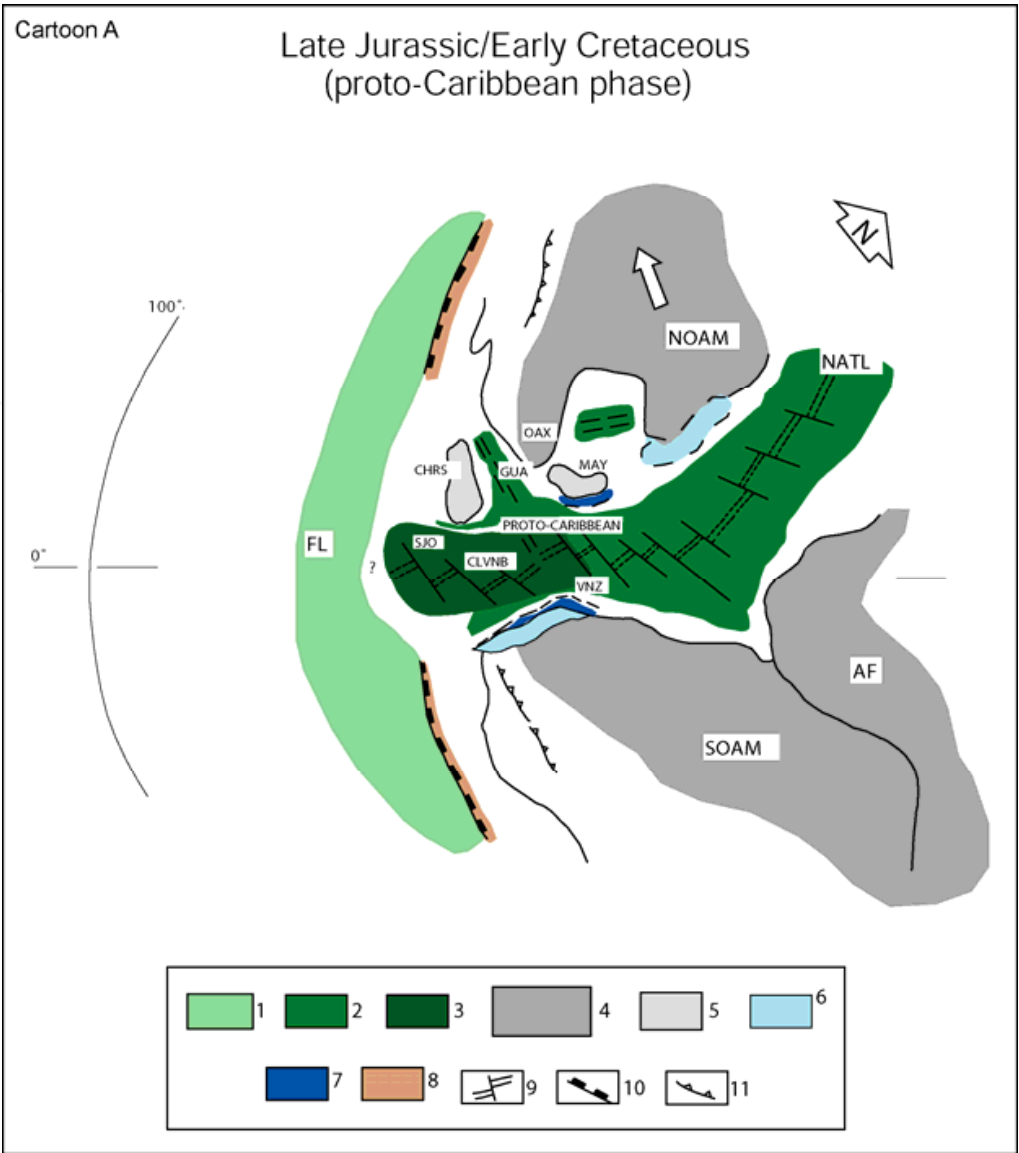 Cartoon A
Late Jurassic/Early Cretaceous
(proto-Caribbean phase)
N
100°
NOAM
NATL
OAX
CHRS
GUA
MAY
PROTO-CARIBBEAN
FL
SJO
0°
?
CLVNB
VNZ
AF
SOAM
1
2
3
4
5
6
7
8
9
10
11